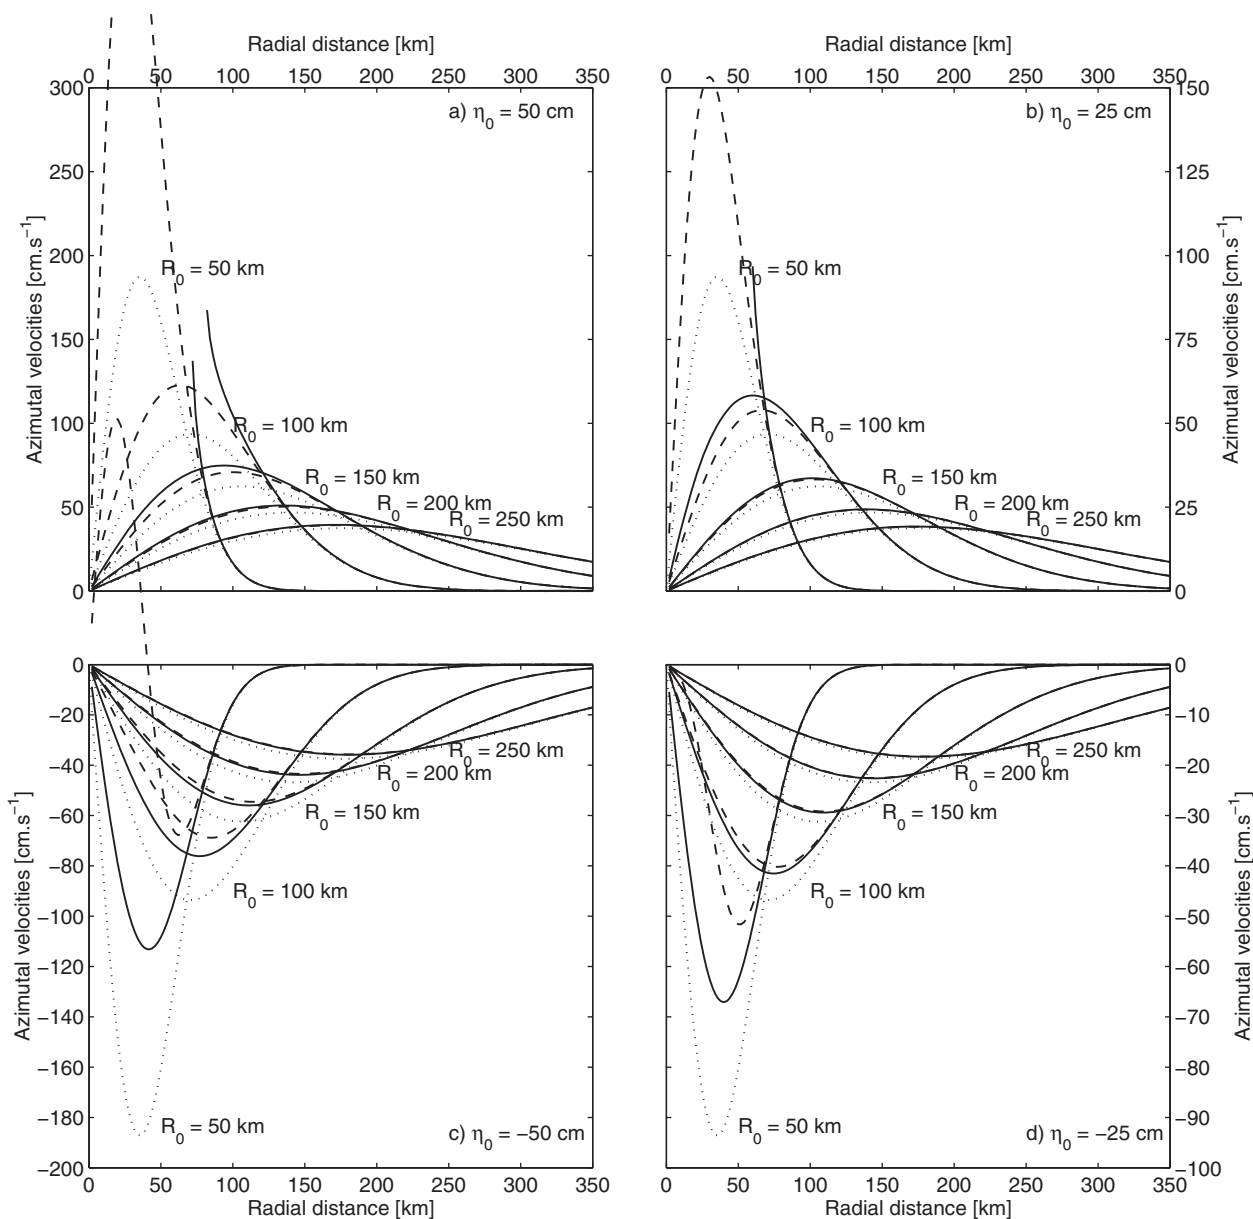 Radial distance [km]
Radial distance [km]
0 50 100 150 200 250 300 350
0 50 100 150 200 250 300 350
300
250
200
150
100
50
0
Azimutal velocities [cm.s−1]
a) η0 = 50 cm
R0 = 50 km
R0 = 100 km
R0 = 150 km
R0 = 200 km
R0 = 250 km
b) η0 = 25 cm
R0 = 50 km
R0 = 100 km
R0 = 150 km
R0 = 200 km
R0 = 250 km
150
125
100
75
50
25
0
Azimutal velocities [cm.s−1]
0
−20
−40
−60
−80
−100
−120
−140
−160
−180
−200
Azimutal velocities [cm.s−1]
R0 = 250 km
R0 = 200 km
R0 = 150 km
R0 = 100 km
R0 = 50 km
c) η0 = −50 cm
R0 = 250 km
R0 = 200 km
R0 = 150 km
R0 = 100 km
R0 = 50 km
d) η0 = −25 cm
0
−10
−20
−30
−40
−50
−60
−70
−80
−90
−100
Azimutal velocities [cm.s−1]
0 50 100 150 200 250 300 350
0 50 100 150 200 250 300 350
Radial distance [km]
Radial distance [km]